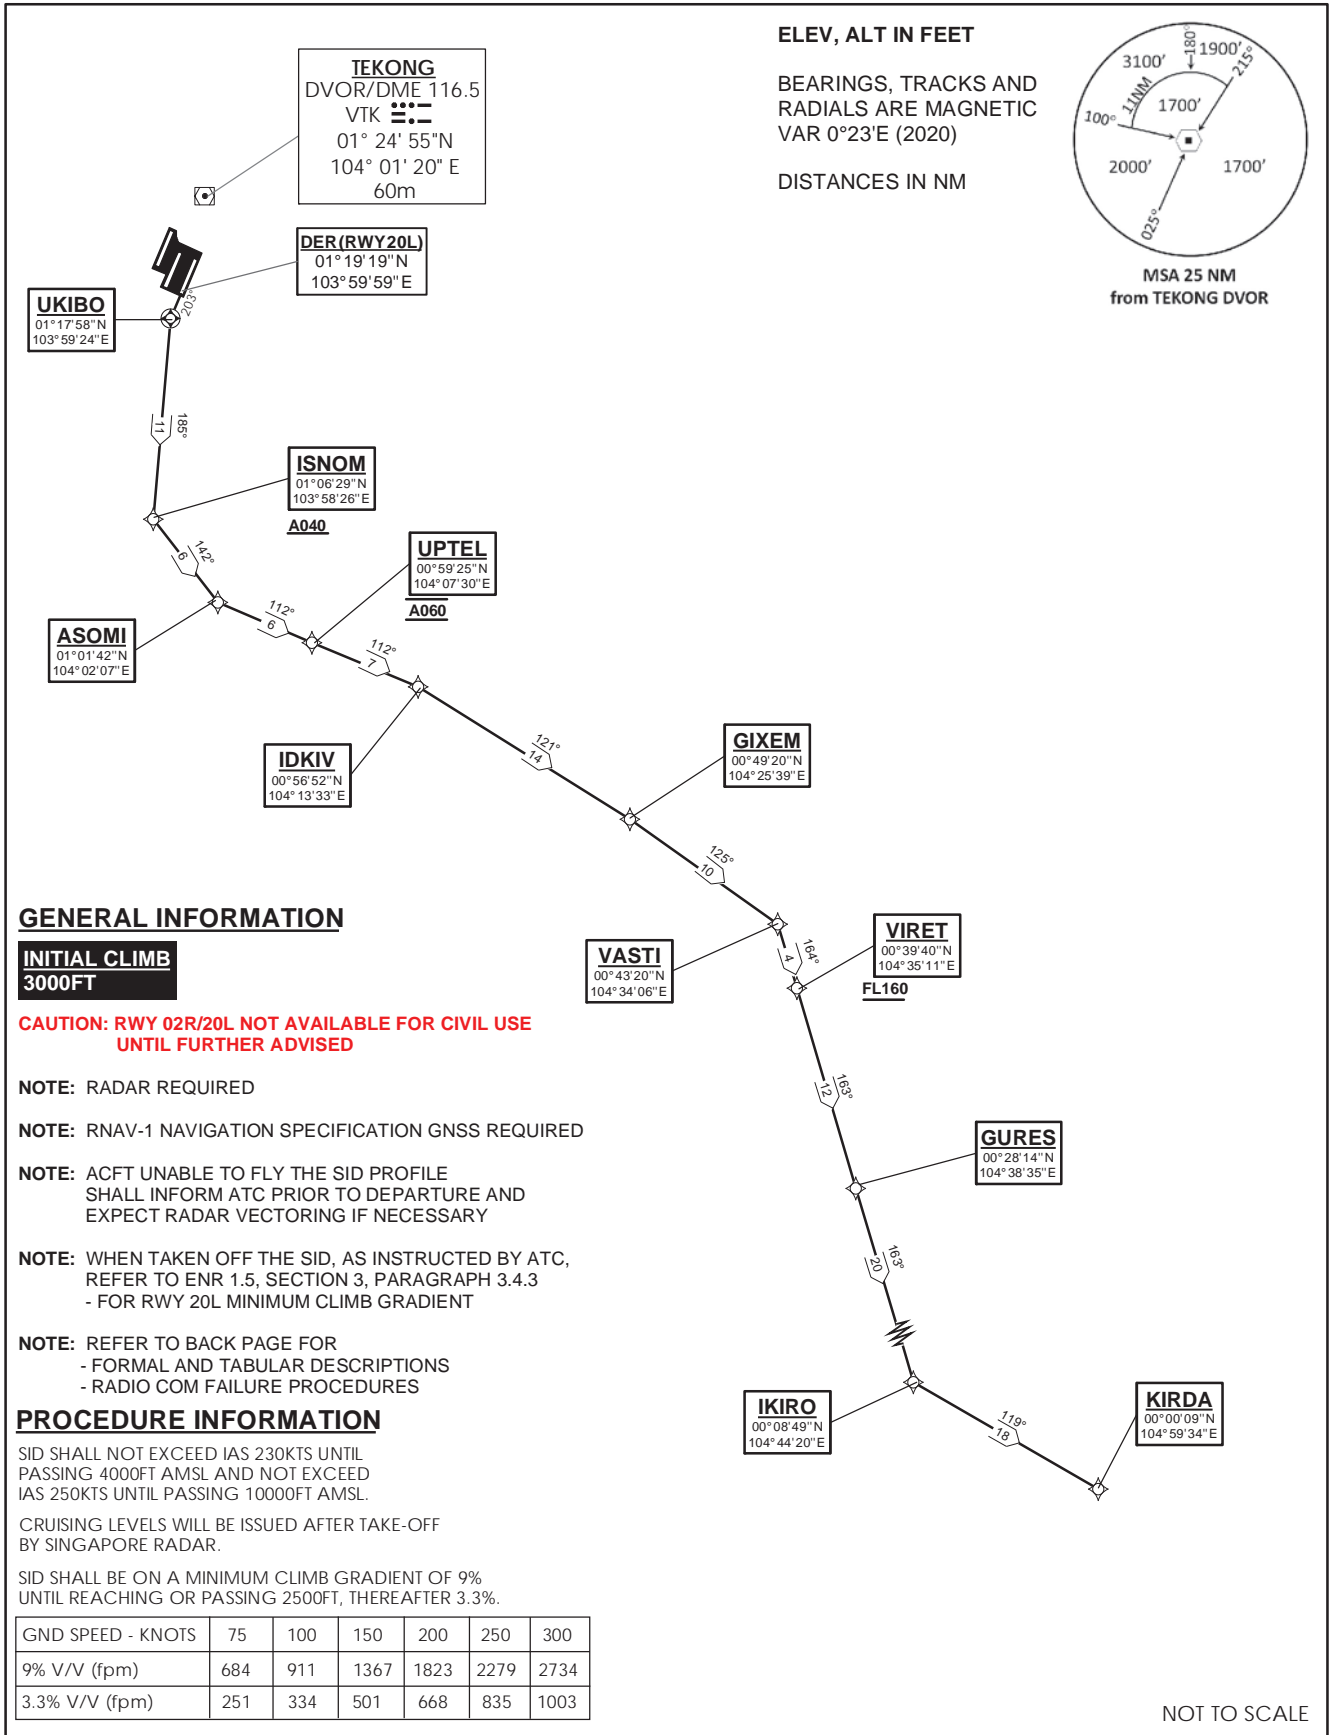 ELEV, ALT IN FEET
BEARINGS, TRACKS AND
RADIALS ARE MAGNETIC
VAR 0°23'E (2020)
DISTANCES IN NM
3100'
180°
1900'
215°
11NM
1700'
100°
2000'
1700'
025°
MSA 25 NM
from TEKONG DVOR
TEKONG
DVOR/DME 116.5
VTK
01° 24' 55"N
104° 01' 20" E
60m
DER(RWY20L)
01°19'19"N
103°59'59"E
203°
UKIBO
01°17'58"N
103°59'24"E
11
185°
ISNOM
01°06'29"N
103°58'26"E
A040
6
142°
UPTEL
00°59'25"N
104°07'30"E
A060
ASOMI
01°01'42"N
104°02'07"E
112°
6
112°
7
IDKIV
00°56'52"N
104°13'33"E
121°
14
GIXEM
00°49'20"N
104°25'39"E
125°
10
VASTI
00°43'20"N
104°34'06"E
4
164°
VIRET
00°39'40"N
104°35'11"E
FL160
12
163°
GURES
00°28'14"N
104°38'35"E
20
163°
IKIRO
00°08'49"N
104°44'20"E
119°
18
KIRDA
00°00'09"N
104°59'34"E
GENERAL INFORMATION
INITIAL CLIMB
3000FT
CAUTION: RWY 02R/20L NOT AVAILABLE FOR CIVIL USE
UNTIL FURTHER ADVISED
NOTE: RADAR REQUIRED
NOTE: RNAV-1 NAVIGATION SPECIFICATION GNSS REQUIRED
NOTE: ACFT UNABLE TO FLY THE SID PROFILE
SHALL INFORM ATC PRIOR TO DEPARTURE AND
EXPECT RADAR VECTORING IF NECESSARY
NOTE: WHEN TAKEN OFF THE SID, AS INSTRUCTED BY ATC,
REFER TO ENR 1.5, SECTION 3, PARAGRAPH 3.4.3
- FOR RWY 20L MINIMUM CLIMB GRADIENT
NOTE: REFER TO BACK PAGE FOR
- FORMAL AND TABULAR DESCRIPTIONS
- RADIO COM FAILURE PROCEDURES
PROCEDURE INFORMATION
SID SHALL NOT EXCEED IAS 230KTS UNTIL
PASSING 4000FT AMSL AND NOT EXCEED
IAS 250KTS UNTIL PASSING 10000FT AMSL.
CRUISING LEVELS WILL BE ISSUED AFTER TAKE-OFF
BY SINGAPORE RADAR.
SID SHALL BE ON A MINIMUM CLIMB GRADIENT OF 9%
UNTIL REACHING OR PASSING 2500FT, THEREAFTER 3.3%.
GND SPEED - KNOTS 75 100 150 200 250 300
9% V/V (fpm) 684 911 1367 1823 2279 2734
3.3% V/V (fpm) 251 334 501 668 835 1003
NOT TO SCALE